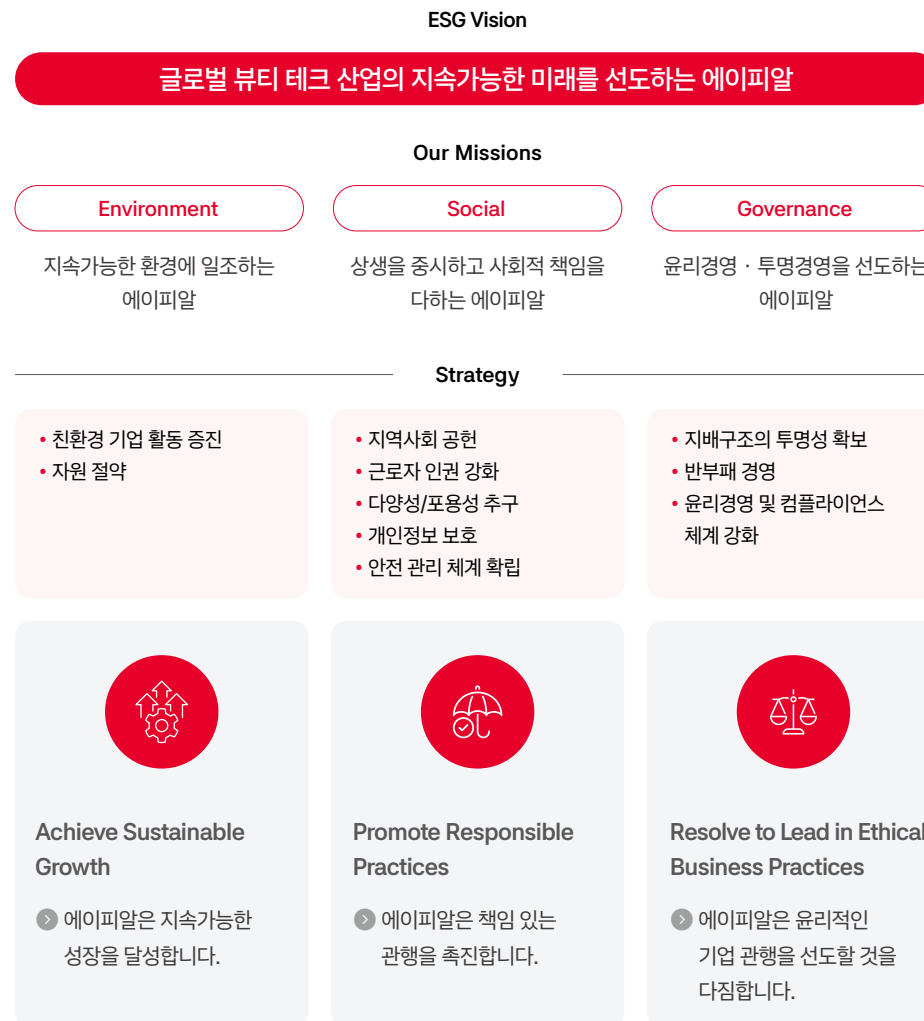 ESG Vision
글로벌 뷰티 테크 산업의 지속가능한 미래를 선도하는 에이피알
Our Missions
Environment
Social
Governance
지속가능한 환경에 일조하는
에이피알
상생을 중시하고 사회적 책임을
다하는 에이피알
윤리경영 · 투명경영을 선도하는
에이피알
Strategy
• 친환경 기업 활동 증진
• 자원 절약
• 지역사회 공헌
• 근로자 인권 강화
• 다양성/포용성 추구
• 개인정보 보호
• 안전 관리 체계 확립
• 지배구조의 투명성 확보
• 반부패 경영
• 윤리경영 및 컴플라이언스
체계 강화
Achieve Sustainable
Growth
에이피알은 지속가능한
성장을 달성합니다.
Promote Responsible
Practices
에이피알은 책임 있는
관행을 촉진합니다.
Resolve to Lead in Ethical
Business Practices
에이피알은 윤리적인
기업 관행을 선도할 것을
다짐합니다.